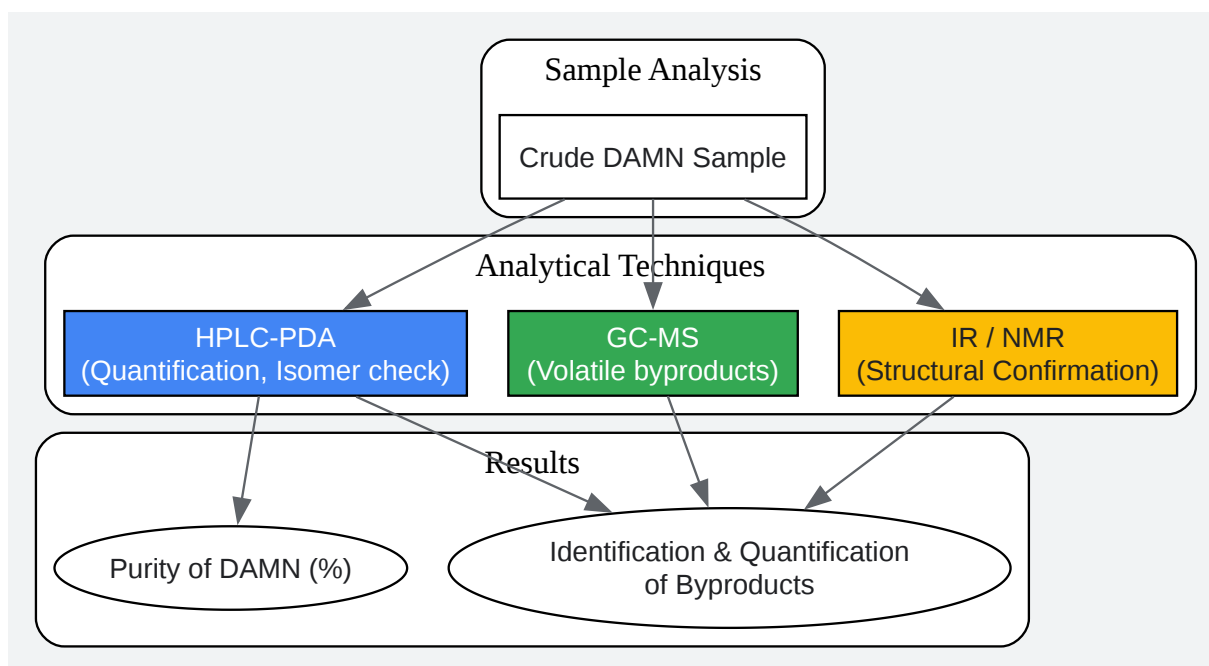 Sample Analysis
Crude DAMN Sample
Analytical Techniques
HPLC-PDA
(Quantification, Isomer check)
GC-MS
(Volatile byproducts)
IR / NMR
(Structural Confirmation)
Results
Purity of DAMN (%)
Identification & Quantification
of Byproducts